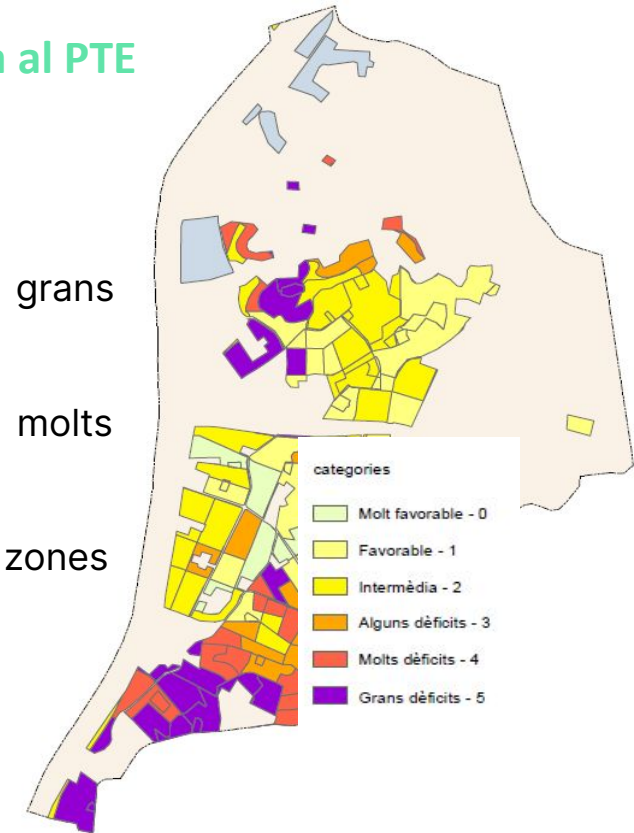 al PTE
grans
molts
zones
categories
Molt favorable - 0
Favorable - 1
Intermèdia - 2
Alguns dèficits - 3
Molts dèficits - 4
Grans dèficits - 5